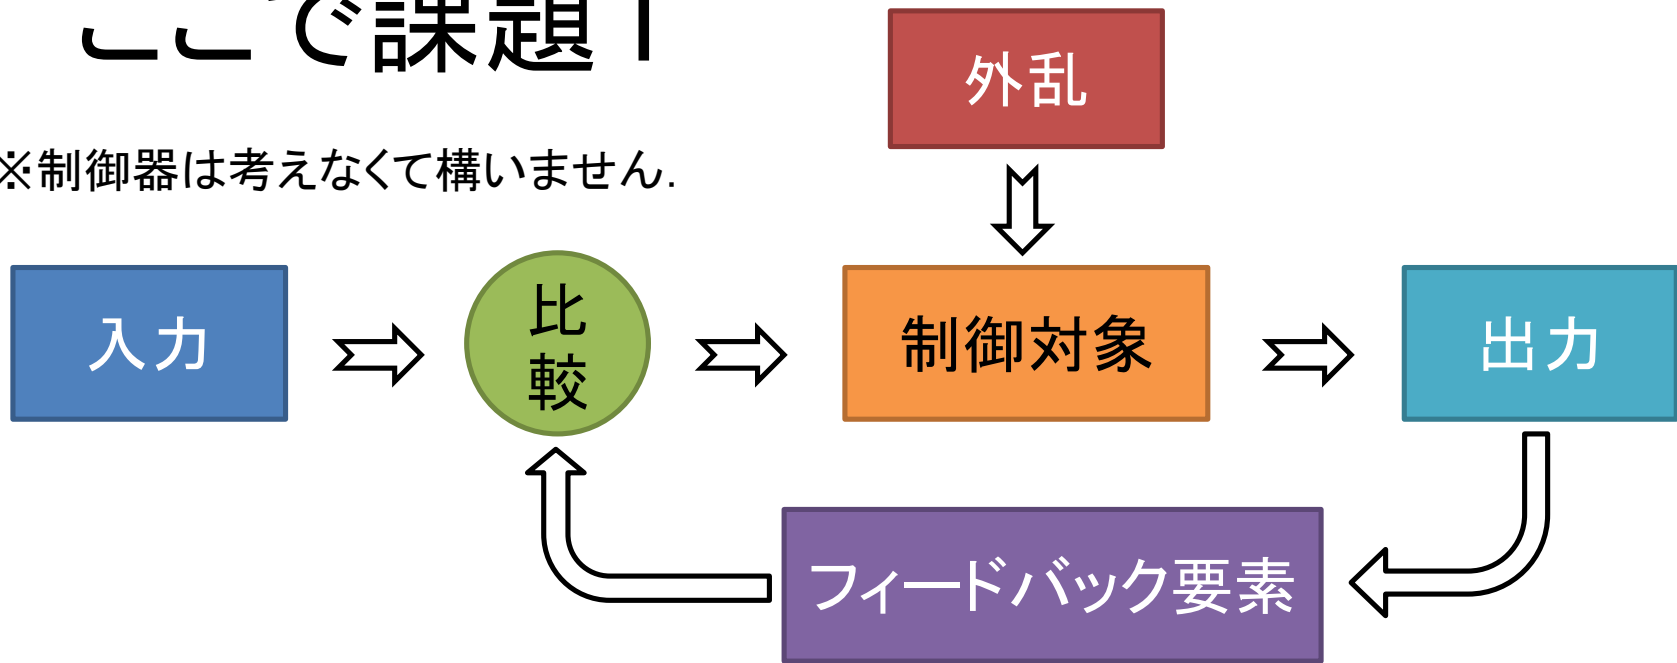 ここで課題1
外乱
※制御器は考えなくて構いません.
入力
比
較
制御対象
出力
フィードバック要素